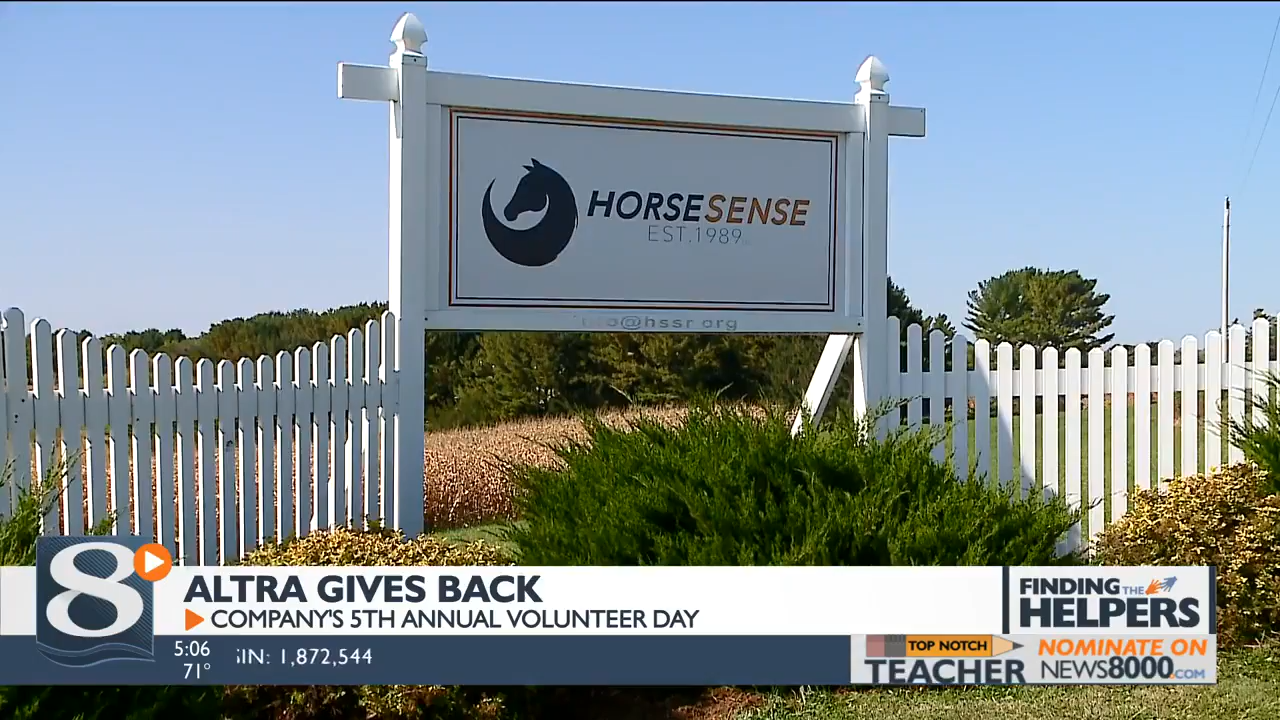 HORSESENSE
EST.1989
@hssr.org
8
ALTRA GIVES BACK
COMPANY'S 5TH ANNUAL VOLUNTEER DAY
FINDING THE
HELPERS
5:06
71°
IN: 1,872,544
TOP NOTCH
TEACHER
NOMINATE ON
NEWS8000.COM